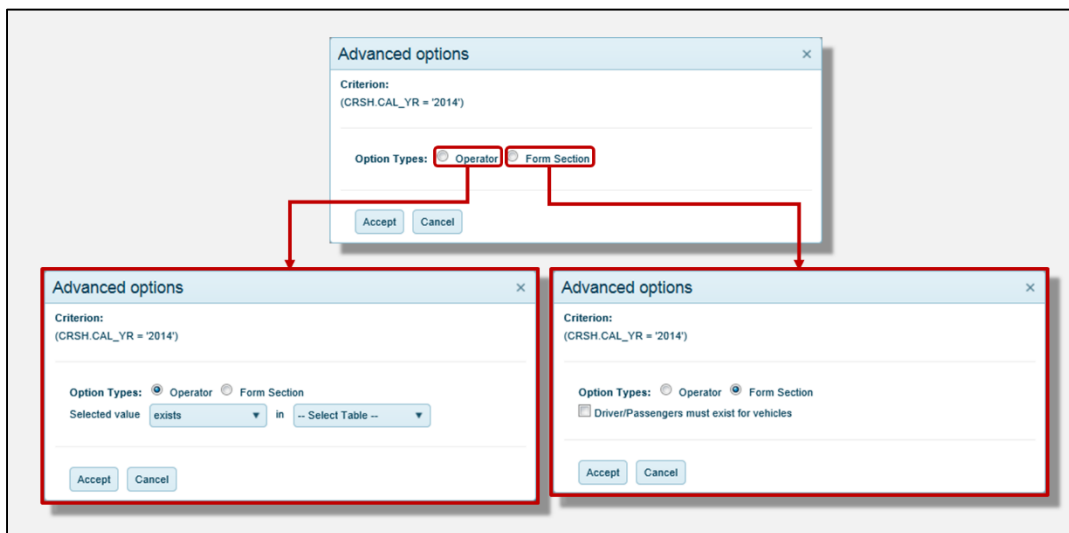 Advanced options ×
Criterion:
(CRSH.CAL_YR = '2014')
Option Types: Operator Form Section
Accept Cancel
Advanced options ×
Criterion:
(CRSH.CAL_YR = '2014')
Option Types: Operator Form Section
Selected value exists ▼ in -- Select Table -- ▼
Accept Cancel
Advanced options ×
Criterion:
(CRSH.CAL_YR = '2014')
Option Types: Operator Form Section
Driver/Passengers must exist for vehicles
Accept Cancel